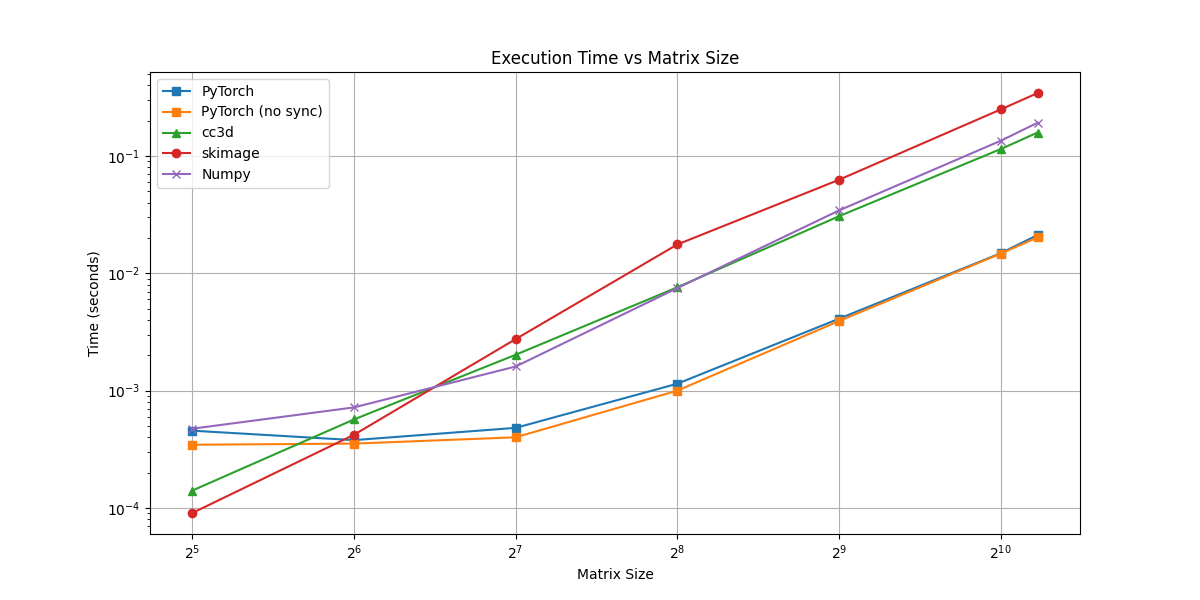 Execution Time vs Matrix Size
PyTorch
PyTorch (no sync)
cc3d
skimage
Numpy
Time (seconds)
10⁻¹
10⁻²
10⁻³
10⁻⁴
2⁵ 2⁶ 2⁷ 2⁸ 2⁹ 2¹⁰
Matrix Size